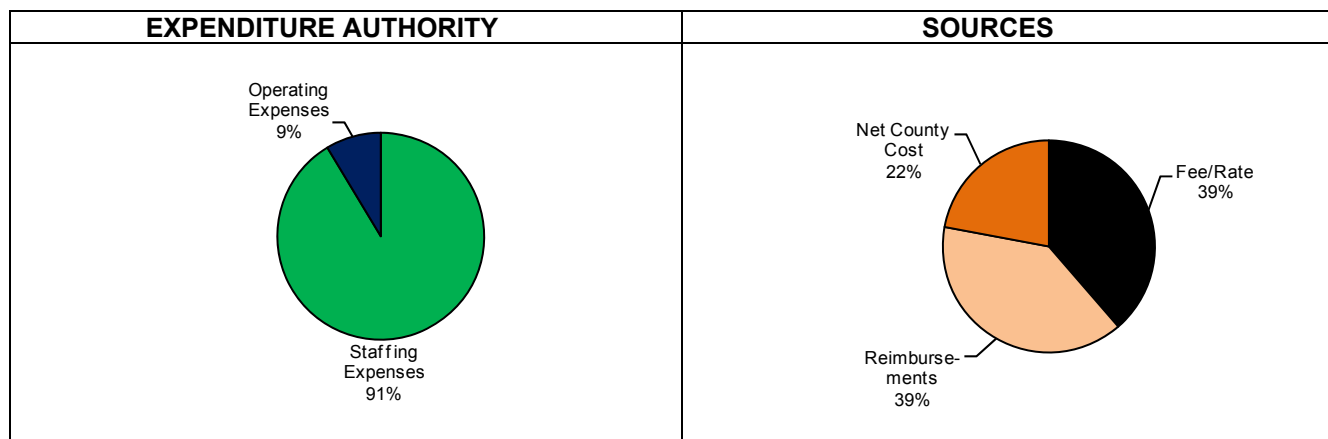 EXPENDITURE AUTHORITY
SOURCES
Operating
Expenses
9%
Staffing
Expenses
91%
Net County
Cost
22%
Fee/Rate
39%
Reimburse-
ments
39%